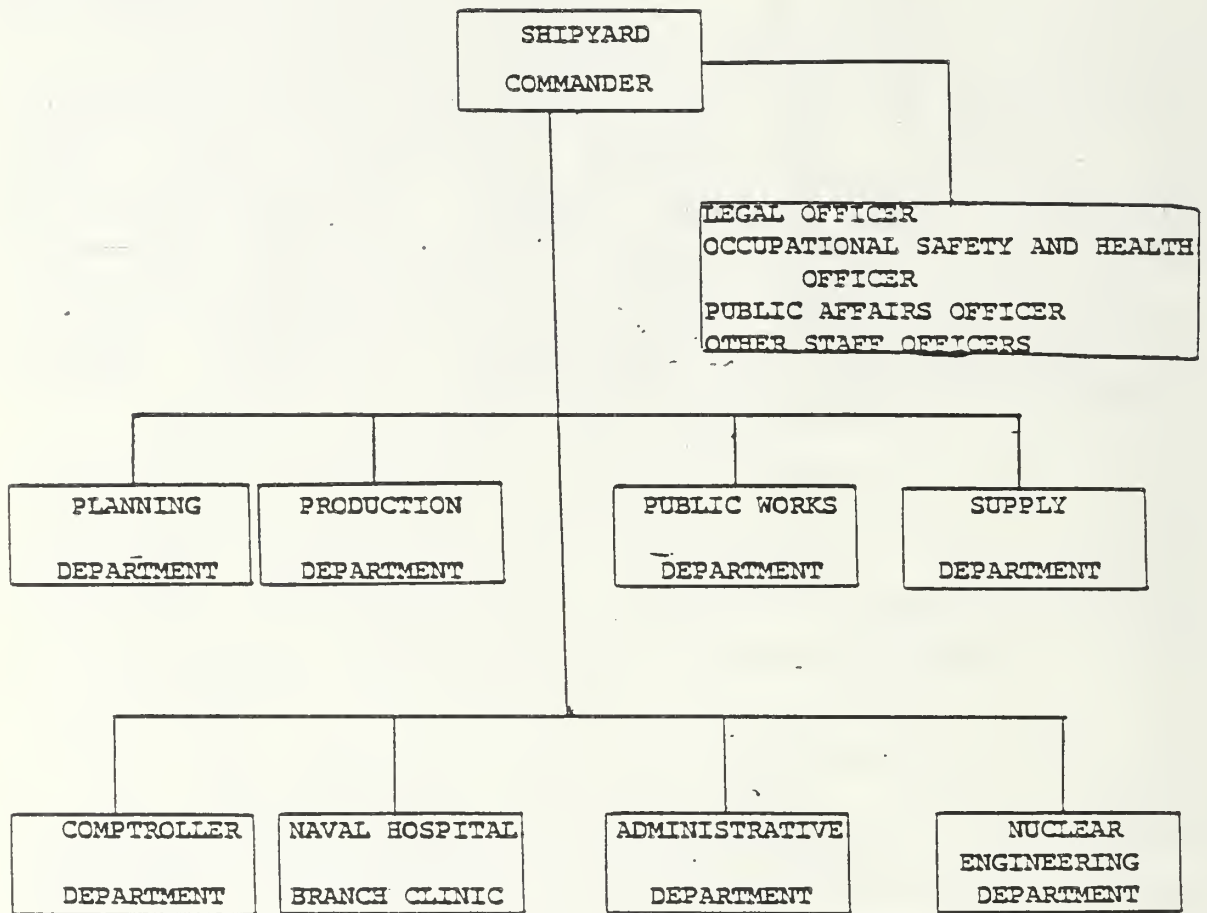 SHIPYARD
COMMANDER
LEGAL OFFICER
OCCUPATIONAL SAFETY AND HEALTH
OFFICER
PUBLIC AFFAIRS OFFICER
OTHER STAFF OFFICERS
PLANNING
DEPARTMENT
PRODUCTION
DEPARTMENT
PUBLIC WORKS
DEPARTMENT
SUPPLY
DEPARTMENT
COMPTROLLER
DEPARTMENT
NAVAL HOSPITAL
BRANCH CLINIC
ADMINISTRATIVE
DEPARTMENT
NUCLEAR
ENGINEERING
DEPARTMENT